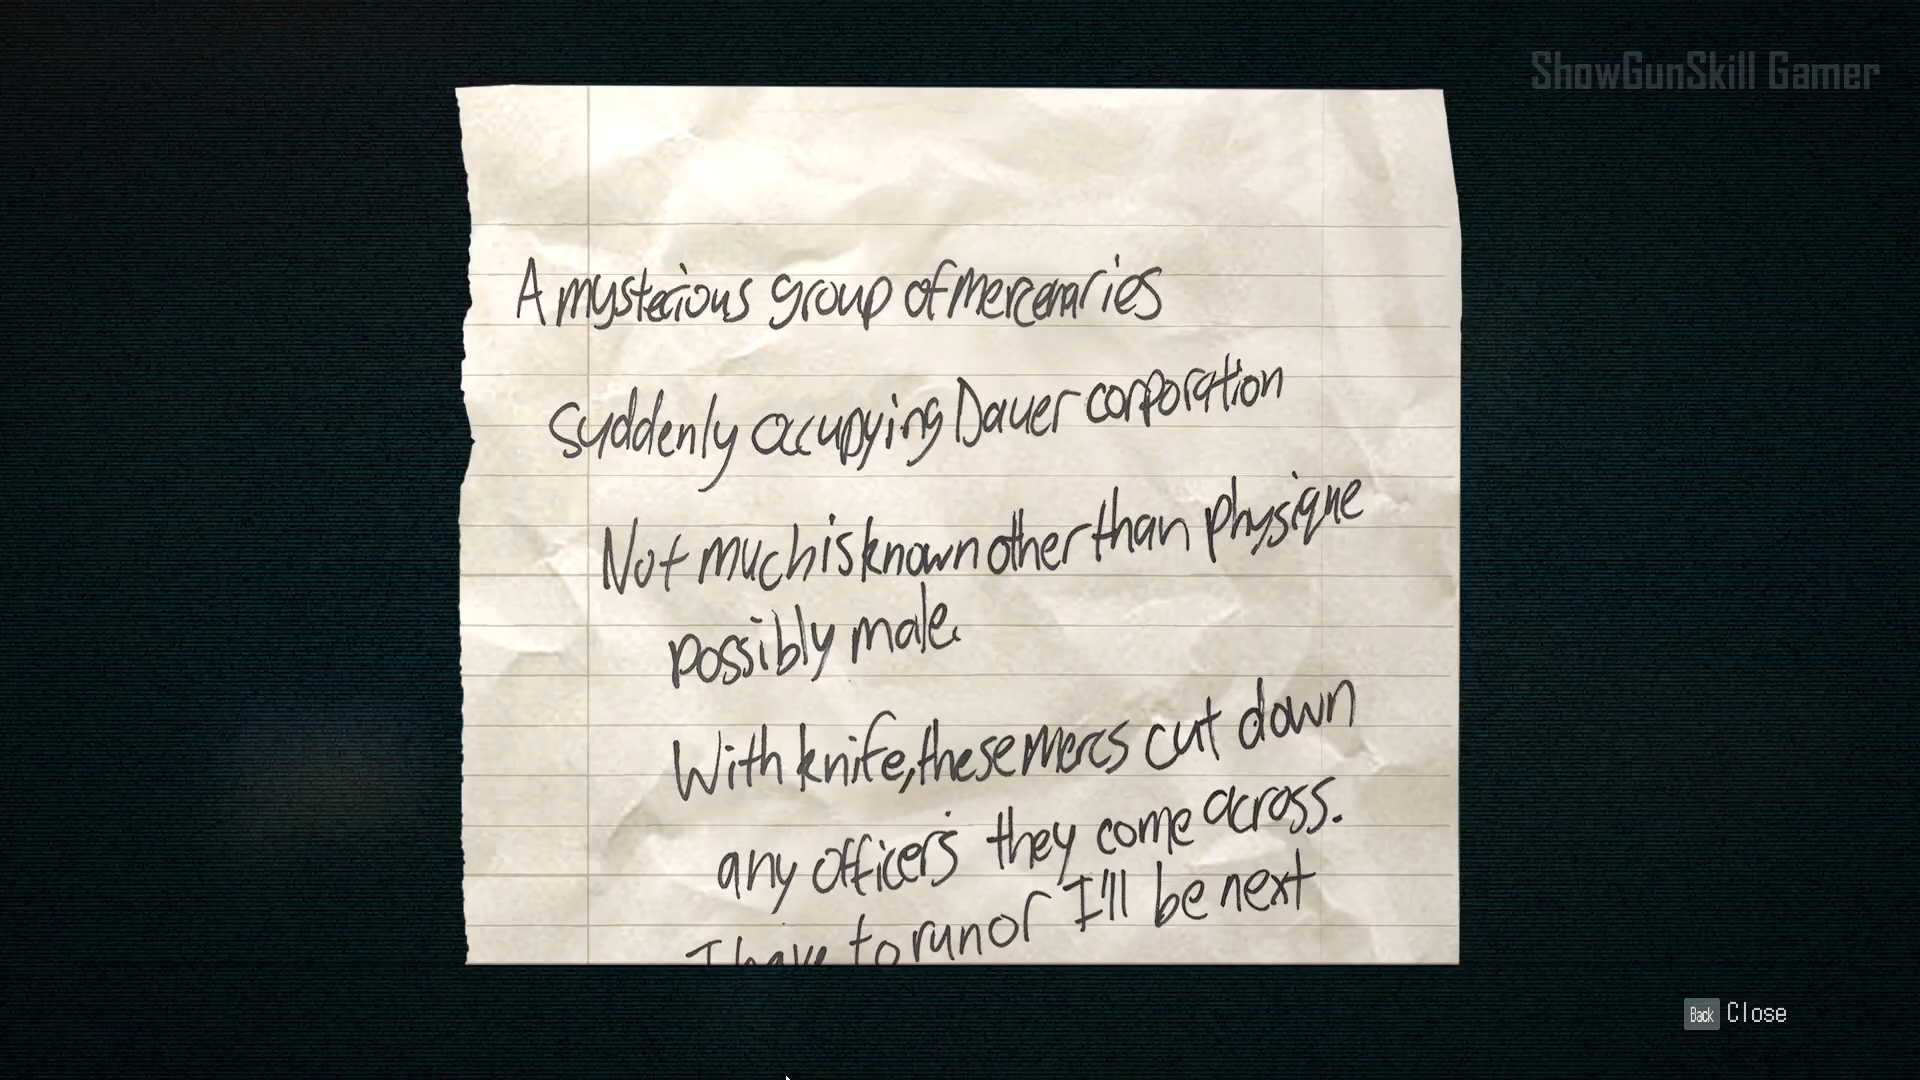 ShowGunSkill Gamer
A mysterious group of mercenaries
Suddenly occupying Dauer corporation
Not much is known other than physique
possibly male.
With knife, these mercs cut down
any officers they come across.
I have to run or I'll be next
Back Close